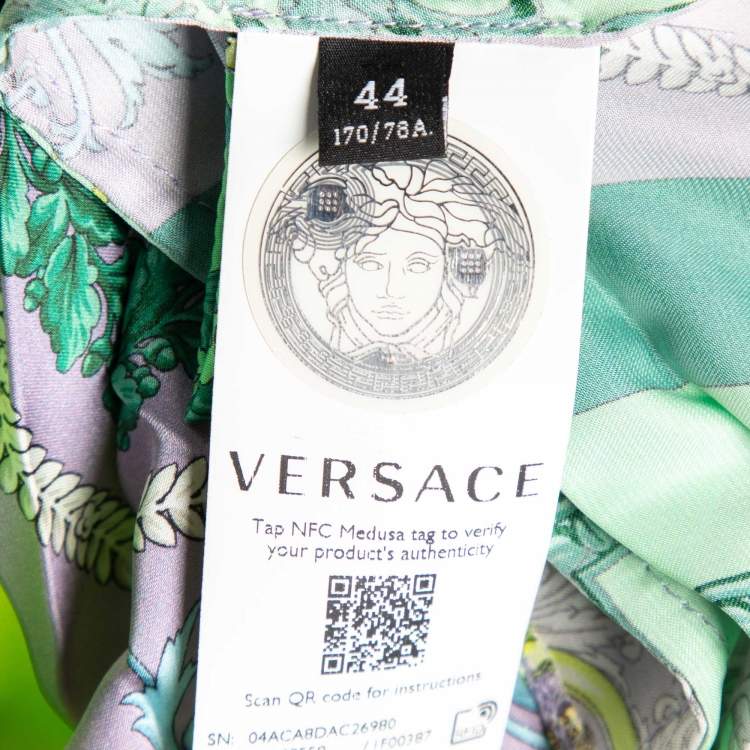 44
170/78A.
VERSACE
Tap NFC Medusa tag to verify
your product's authenticity
Scan QR code for instructions
SN: 04ACA8DAC26980
/1F00387